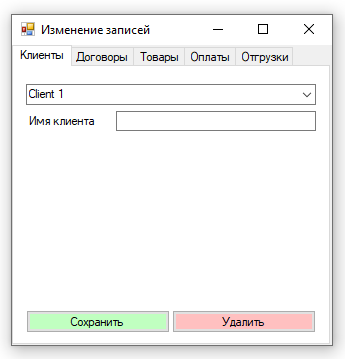 Изменение записей
Клиенты Договоры Товары Оплаты Отгрузки
Client 1
Имя клиента
Сохранить Удалить